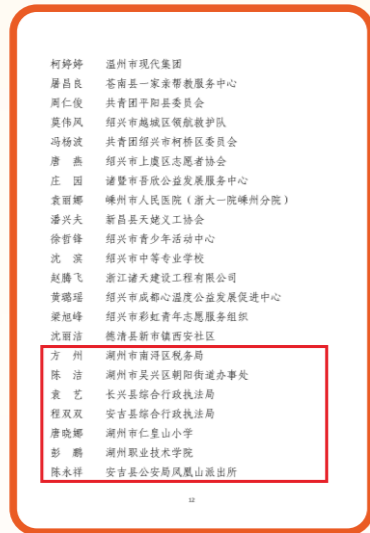 柯婷婷 温州市现代集团
屠昌良 苍南县一家亲帮教服务中心
周仁俊 共青团平阳县委员会
莫伟风 绍兴市越城区领航救护队
冯杨波 共青团绍兴市柯桥区委员会
唐燕 绍兴市上虞区志愿者协会
庄园 诸暨市吾欣公益发展服务中心
袁丽娜 嵊州市人民医院（浙大一院嵊州分院）
潘兴夫 新昌县天姥义工协会
徐哲锋 绍兴市青少年活动中心
沈滨 绍兴市中等专业学校
赵腾飞 浙江诸天建设工程有限公司
黄璐瑶 绍兴市成都心温度公益发展促进中心
梁旭峰 绍兴市彩虹青年志愿服务组织
沈丽洁 德清县新市镇西安社区
方州 湖州市南浔区税务局
陈洁 湖州市吴兴区朝阳街道办事处
袁艺 长兴县综合行政执法局
程双双 安吉县综合行政执法局
唐晓娜 湖州市仁皇山小学
彭鹏 湖州职业技术学院
陈永祥 安吉县公安局凤凰山派出所
12